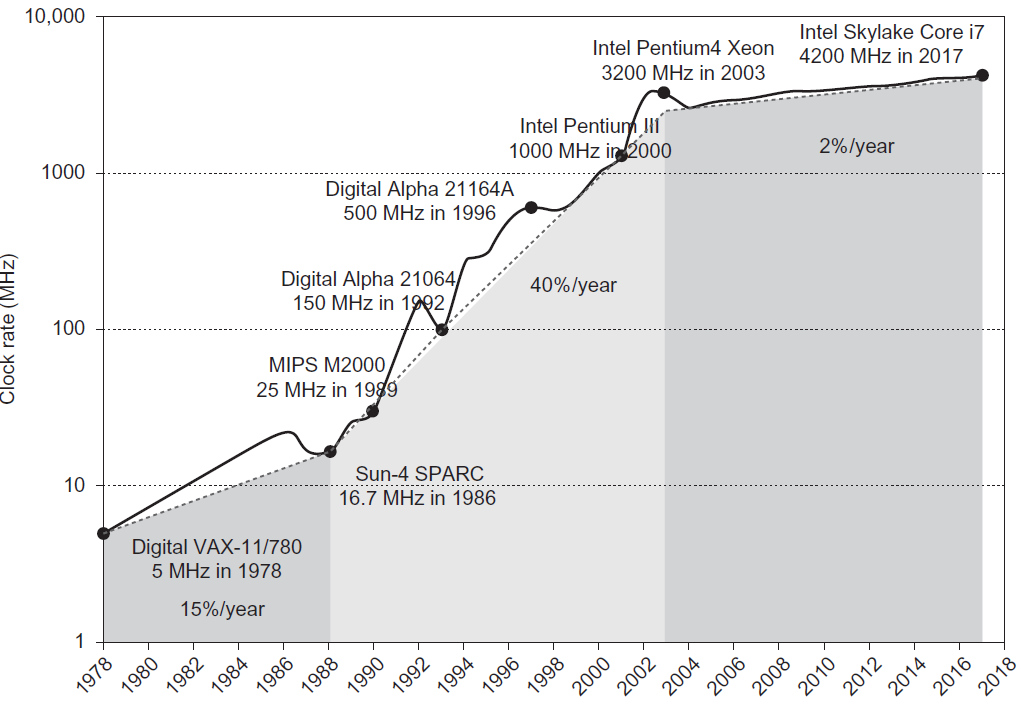 10,000
1000
100
10
1
Clock rate (MHz)
Intel Skylake Core i7
4200 MHz in 2017
Intel Pentium4 Xeon
3200 MHz in 2003
Intel Pentium III
1000 MHz in 2000
2%/year
Digital Alpha 21164A
500 MHz in 1996
Digital Alpha 21064
150 MHz in 1992
40%/year
MIPS M2000
25 MHz in 1989
Sun-4 SPARC
16.7 MHz in 1986
Digital VAX-11/780
5 MHz in 1978
15%/year
1978 1980 1982 1984 1986 1988 1990 1992 1994 1996 1998 2000 2002 2004 2006 2008 2010 2012 2014 2016 2018